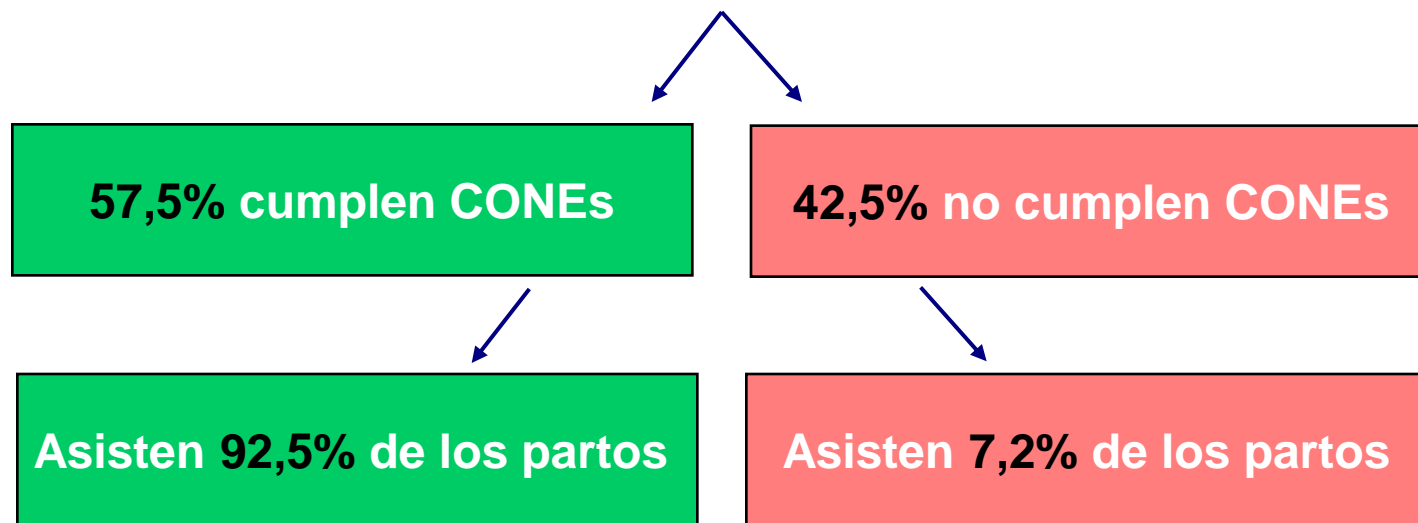 57,5% cumplen CONEs
42,5% no cumplen CONEs
Asisten 92,5% de los partos
Asisten 7,2% de los partos